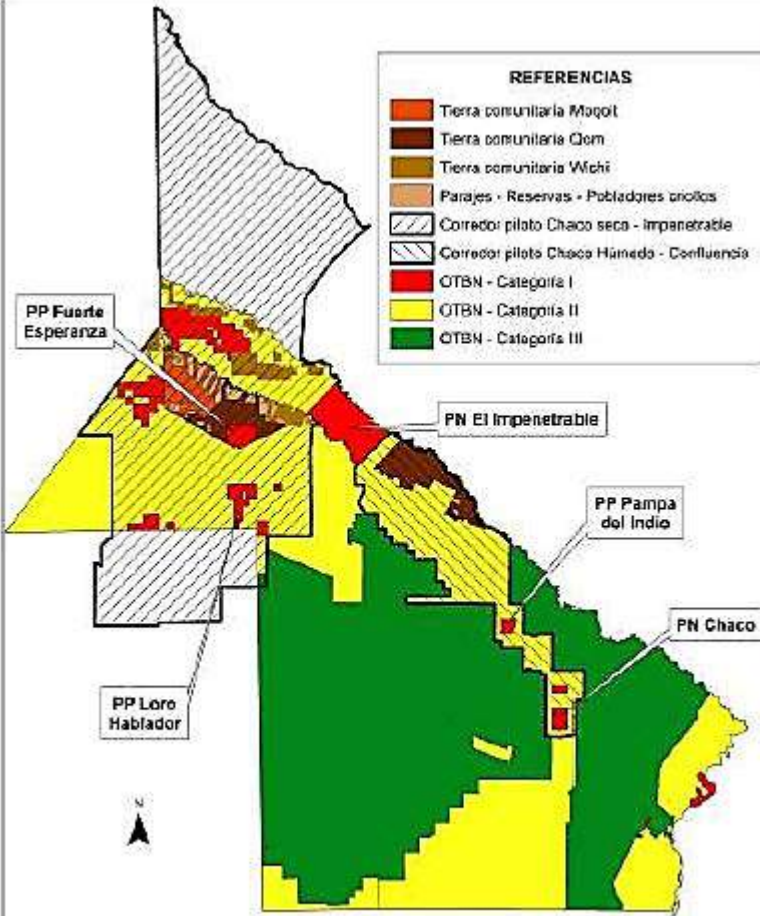 REFERENCIAS
Tierra comunitaria Moqoit
Tierra comunitaria Qom
Tierra comunitaria Wichi
Parajes - Reservas - Pobladores criollos
Corredor piloto Chaco seco - Impenetrable
Corredor piloto Chaco Húmedo - Confluencia
OTBN - Categoría I
OTBN - Categoría II
OTBN - Categoría III
PP Fuerte
Esperanza
PN El Impenetrable
PP Pampa
del Indio
PN Chaco
PP Loro
Hablador
N